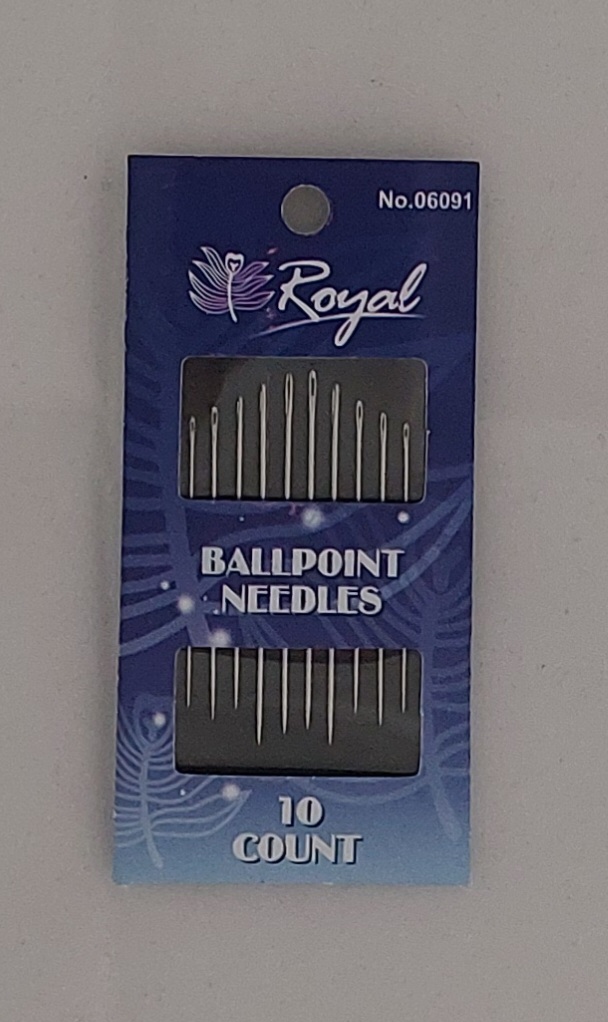 No.06091
Royal
BALLPOINT
NEEDLES
10
COUNT